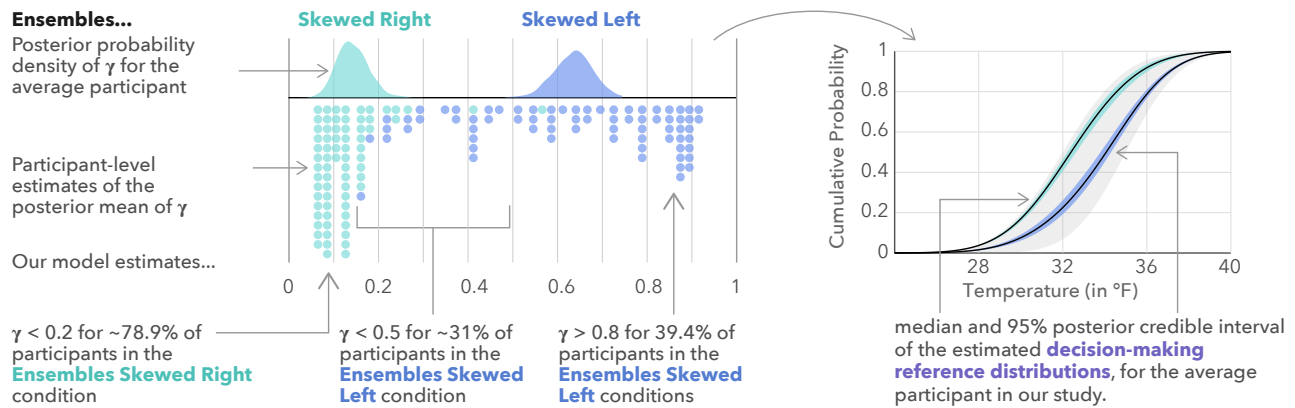 Ensembles...
Skewed Right
Skewed Left
Posterior probability
density of γ for the
average participant
Participant-level
estimates of the
posterior mean of γ
Our model estimates...
0
0.2
0.4
0.6
0.8
1
γ < 0.2 for ~78.9% of
participants in the
Ensembles Skewed Right
condition
γ < 0.5 for ~31% of
participants in the
Ensembles Skewed
Left condition
γ > 0.8 for 39.4% of
participants in the
Ensembles Skewed
Left conditions
Cumulative Probability
1
0.8
0.6
0.4
0.2
0
28
32
36
40
Temperature (in °F)
median and 95% posterior credible interval
of the estimated decision-making
reference distributions, for the average
participant in our study.